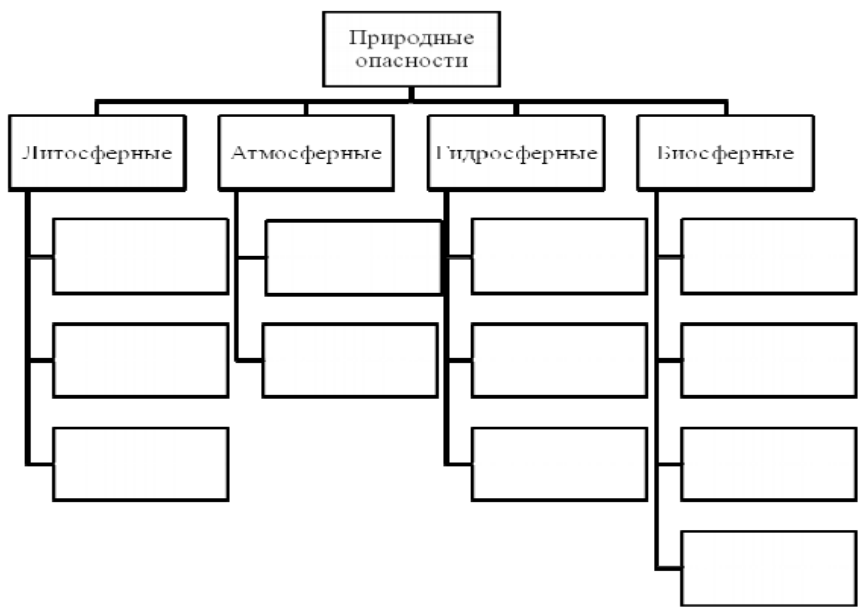 Природные
опасности
Литосферные
Атмосферные
Гидросферные
Биосферные